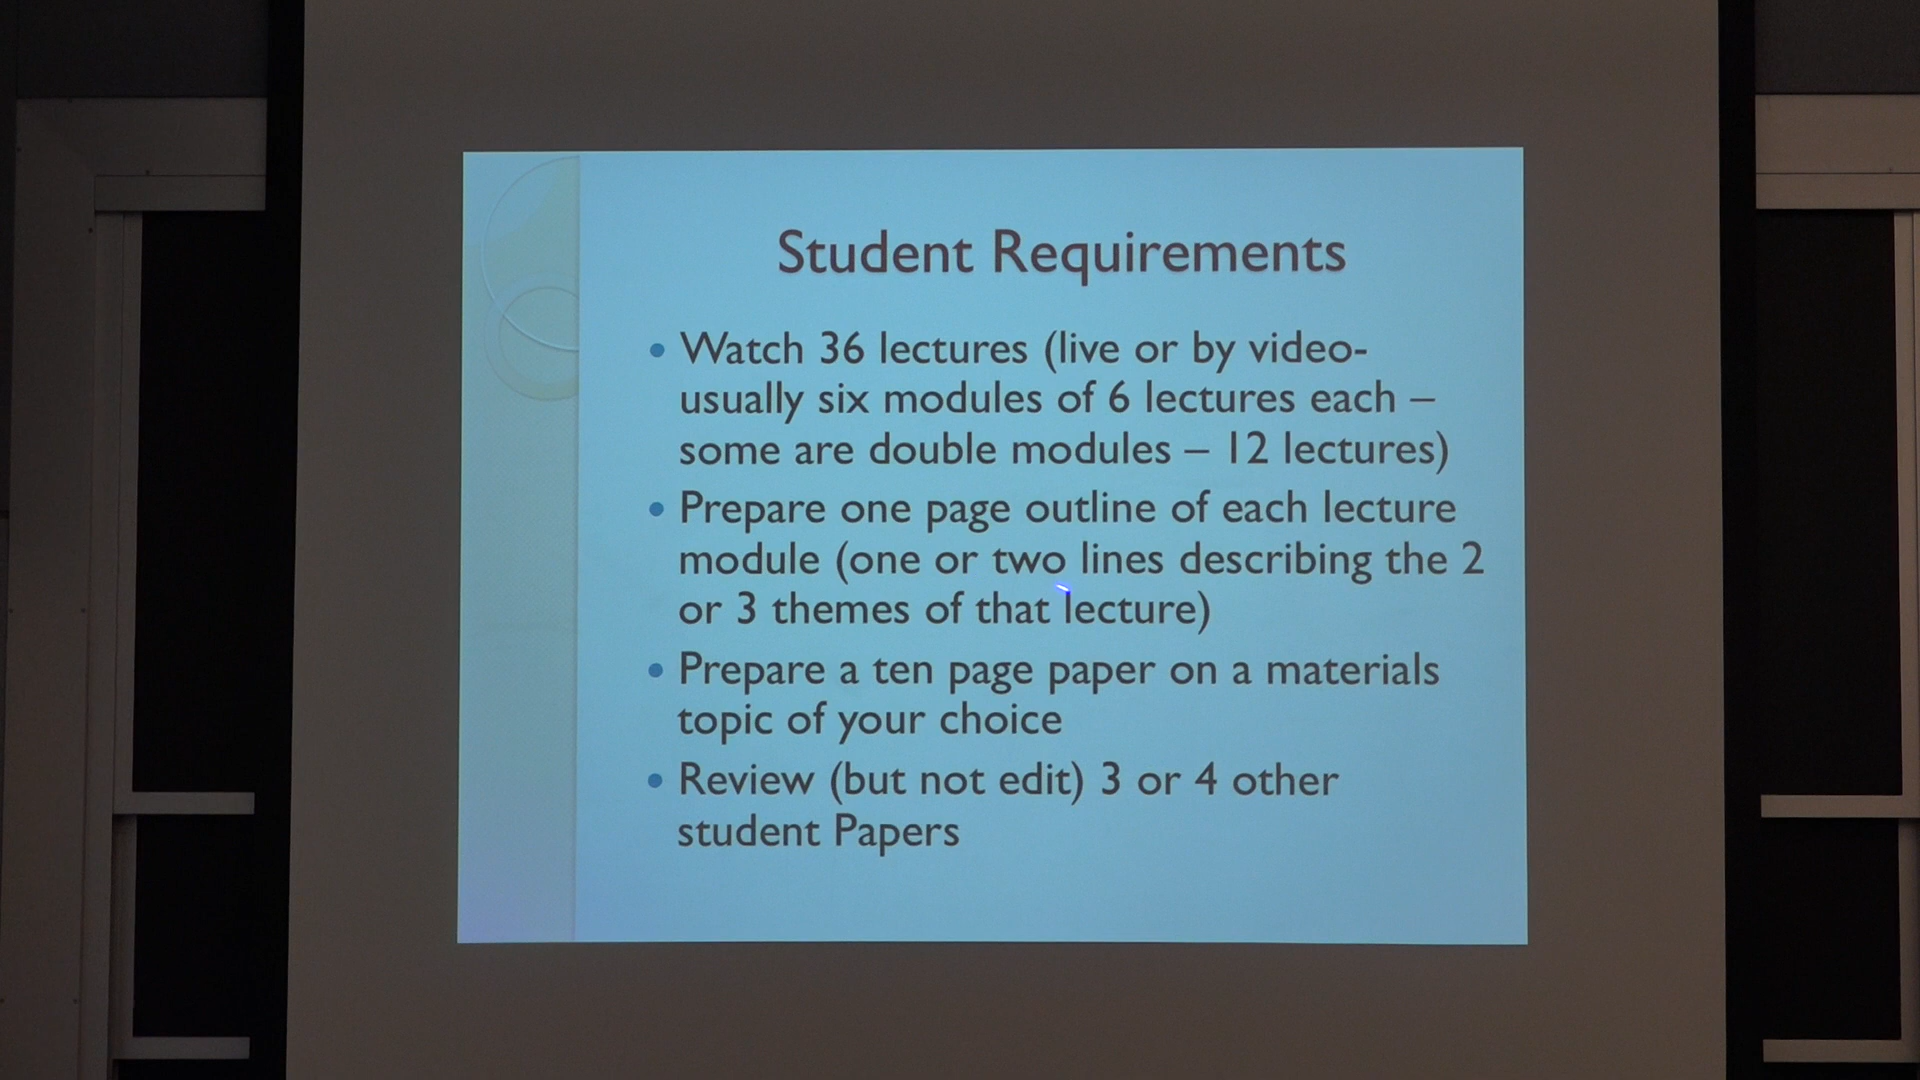 Student Requirements
• Watch 36 lectures (live or by video-
usually six modules of 6 lectures each –
some are double modules – 12 lectures)
• Prepare one page outline of each lecture
module (one or two lines describing the 2
or 3 themes of that lecture)
• Prepare a ten page paper on a materials
topic of your choice
• Review (but not edit) 3 or 4 other
student Papers